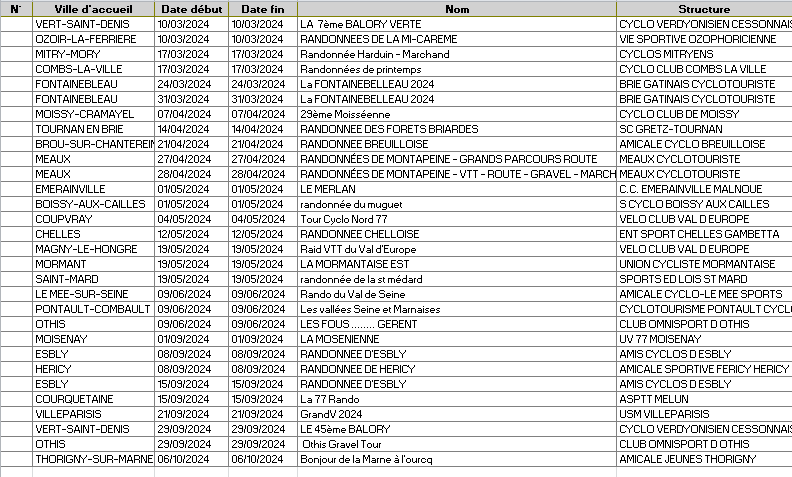 N° Ville d'accueil Date début Date fin Nom Structure
VERT-SAINT-DENIS 10/03/2024 10/03/2024 LA 7ème BALORY VERTE CYCLO VERDYONISIEN CESSONNAIS
OZOIR-LA-FERRIERE 10/03/2024 10/03/2024 RANDONNEES DE LA MI-CAREME VIE SPORTIVE OZOPHORICIENNE
MITRY-MORY 17/03/2024 17/03/2024 Randonnée Harduin - Marchand CYCLOS MITRYENS
COMBS-LA-VILLE 17/03/2024 17/03/2024 Randonnées de printemps CYCLO CLUB COMBS LA VILLE
FONTAINEBLEAU 24/03/2024 24/03/2024 La FONTAINEBELLEAU 2024 BRIE GATINAIS CYCLOTOURISTE
FONTAINEBLEAU 31/03/2024 31/03/2024 La FONTAINEBELLEAU 2024 BRIE GATINAIS CYCLOTOURISTE
MOISSY-CRAMAYEL 07/04/2024 07/04/2024 29ème Moisséenne CYCLO CLUB DE MOISSY
TOURNAN EN BRIE 14/04/2024 14/04/2024 RANDONNEE DES FORETS BRIARDES SC GRETZ-TOURNAN
BROU-SUR-CHANTEREIN 21/04/2024 21/04/2024 RANDONNEE BREUILLOISE AMICALE CYCLO BREUILLOISE
MEAUX 27/04/2024 27/04/2024 RANDONNÉES DE MONTAPEINE - GRANDS PARCOURS ROUTE MEAUX CYCLOTOURISTE
MEAUX 28/04/2024 28/04/2024 RANDONNÉES DE MONTAPEINE - VTT - ROUTE - GRAVEL - MARCH MEAUX CYCLOTOURISTE
EMERAINVILLE 01/05/2024 01/05/2024 LE MERLAN C.C. EMERAINVILLE MALNOUE
BOISSY-AUX-CAILLES 01/05/2024 01/05/2024 randonnée du muguet S CYCLO BOISSY AUX CAILLES
COUPVRAY 04/05/2024 04/05/2024 Tour Cyclo Nord 77 VELO CLUB VAL D EUROPE
CHELLES 12/05/2024 12/05/2024 RANDONNEE CHELLOISE ENT SPORT CHELLES GAMBETTA
MAGNY-LE-HONGRE 19/05/2024 19/05/2024 Raid VTT du Val d'Europe VELO CLUB VAL D EUROPE
MORMANT 19/05/2024 19/05/2024 LA MORMANTAISE EST UNION CYCLISTE MORMANTAISE
SAINT-MARD 19/05/2024 19/05/2024 randonnée de la st médard SPORTS ED LOIS ST MARD
LE MEE-SUR-SEINE 09/06/2024 09/06/2024 Rando du Val de Seine AMICALE CYCLO-LE MEE SPORTS
PONTAULT-COMBAULT 09/06/2024 09/06/2024 Les vallées Seine et Marnaises CYCLOTOURISME PONTAULT CYCLO
OTHIS 09/06/2024 09/06/2024 LES FOUS ........ GERENT CLUB OMNISPORT D OTHIS
MOISENAY 01/09/2024 01/09/2024 LA MOSENIENNE UV 77 MOISENAY
ESBLY 08/09/2024 08/09/2024 RANDONNEE D'ESBLY AMIS CYCLOS D ESBLY
HERICY 08/09/2024 08/09/2024 RANDONNEE DE HERICY AMICALE SPORTIVE FERICY HERICY
ESBLY 15/09/2024 15/09/2024 RANDONNEE D'ESBLY AMIS CYCLOS D ESBLY
COURQUETAINE 15/09/2024 15/09/2024 La 77 Rando ASPTT MELUN
VILLEPARISIS 21/09/2024 21/09/2024 GrandV 2024 USM VILLEPARISIS
VERT-SAINT-DENIS 29/09/2024 29/09/2024 LE 45ème BALORY CYCLO VERDYONISIEN CESSONNAIS
OTHIS 29/09/2024 29/09/2024 Othis Gravel Tour CLUB OMNISPORT D OTHIS
THORIGNY-SUR-MARNE 06/10/2024 06/10/2024 Bonjour de la Marne à l'ourcq AMICALE JEUNES THORIGNY